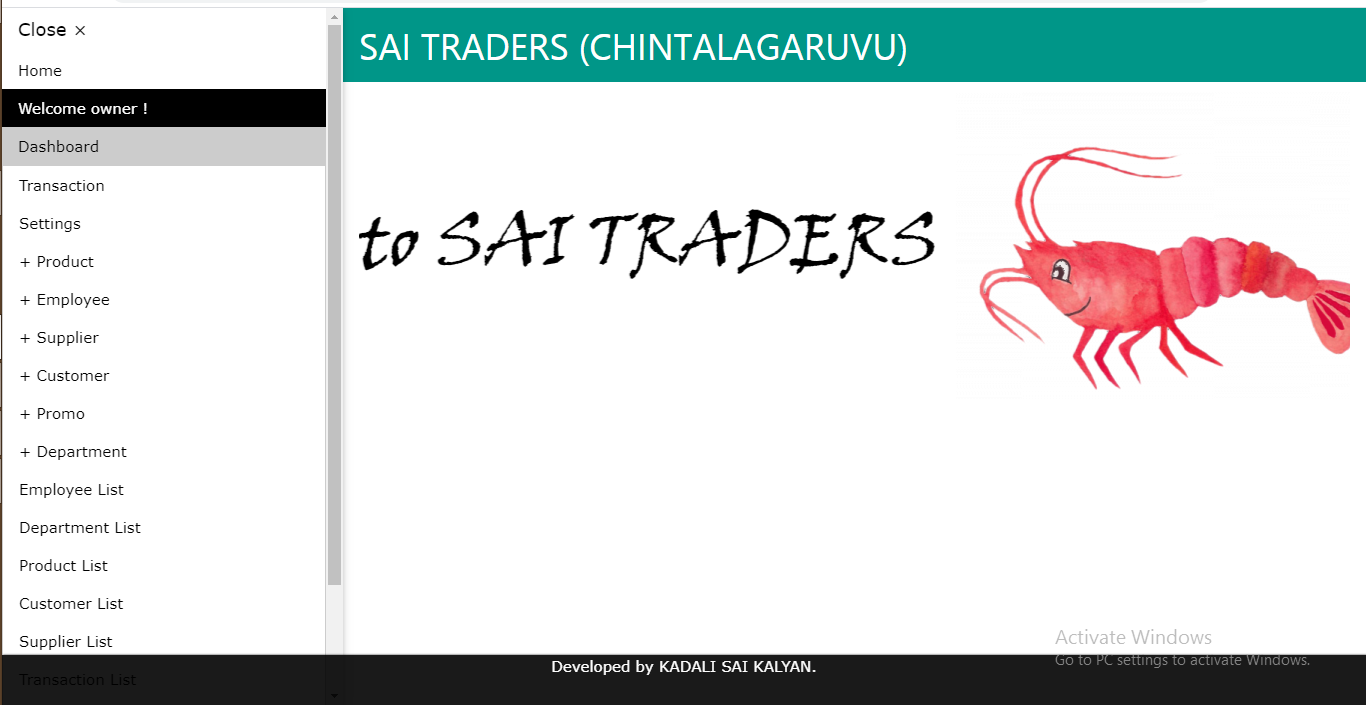 Close ×
Home
Welcome owner !
Dashboard
Transaction
Settings
+ Product
+ Employee
+ Supplier
+ Customer
+ Promo
+ Department
Employee List
Department List
Product List
Customer List
Supplier List
Transaction List
SAI TRADERS (CHINTALAGARUVU)
to SAI TRADERS
Activate Windows
Go to PC settings to activate Windows.
Developed by KADALI SAI KALYAN.